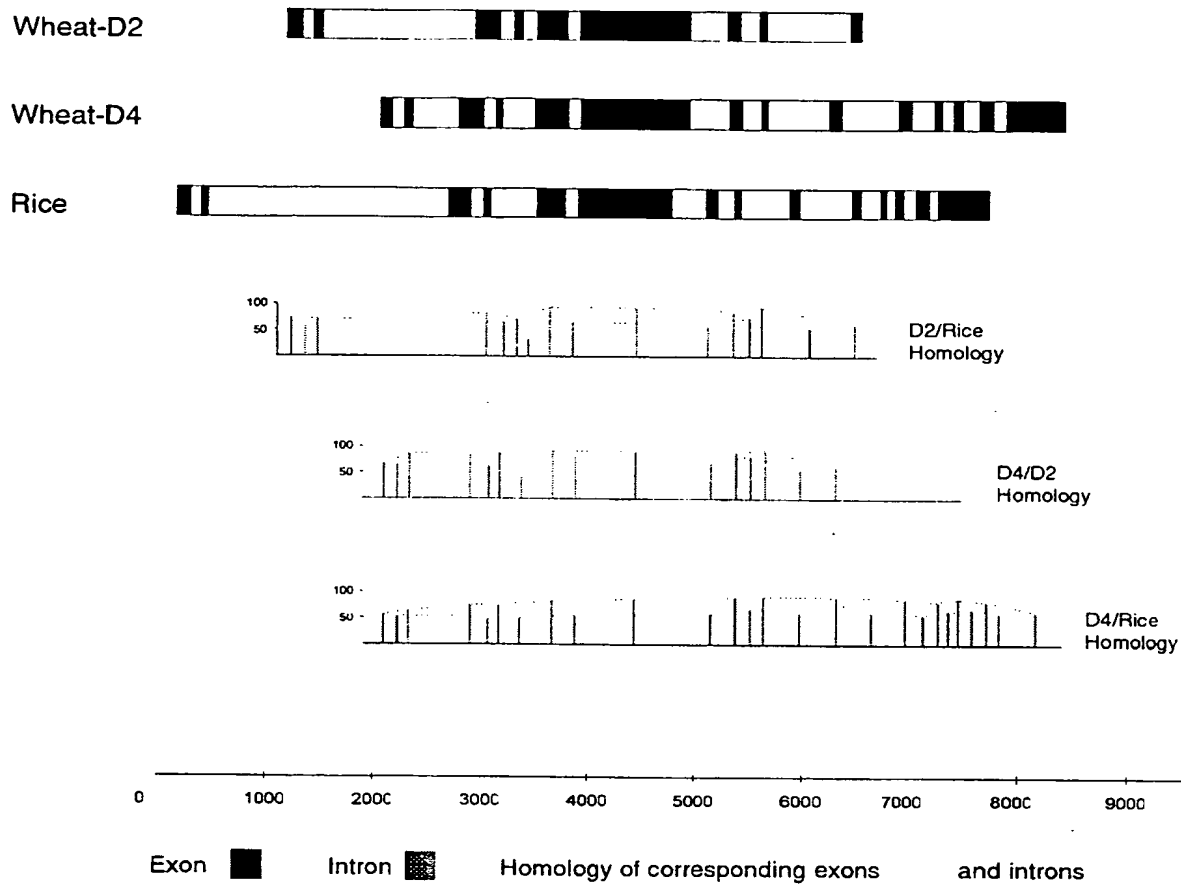 Wheat-D2
Wheat-D4
Rice
100
50
D2/Rice
Homology
100
50
D4/D2
Homology
100
50
D4/Rice
Homology
0 1000 2000 3000 4000 5000 6000 7000 8000 9000
Exon Intron Homology of corresponding exons and introns